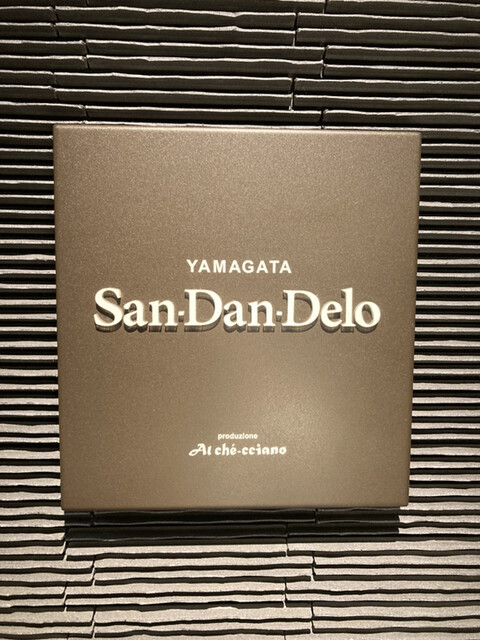 YAMAGATA
San·Dan·Delo
produzione
Al ché-cciano